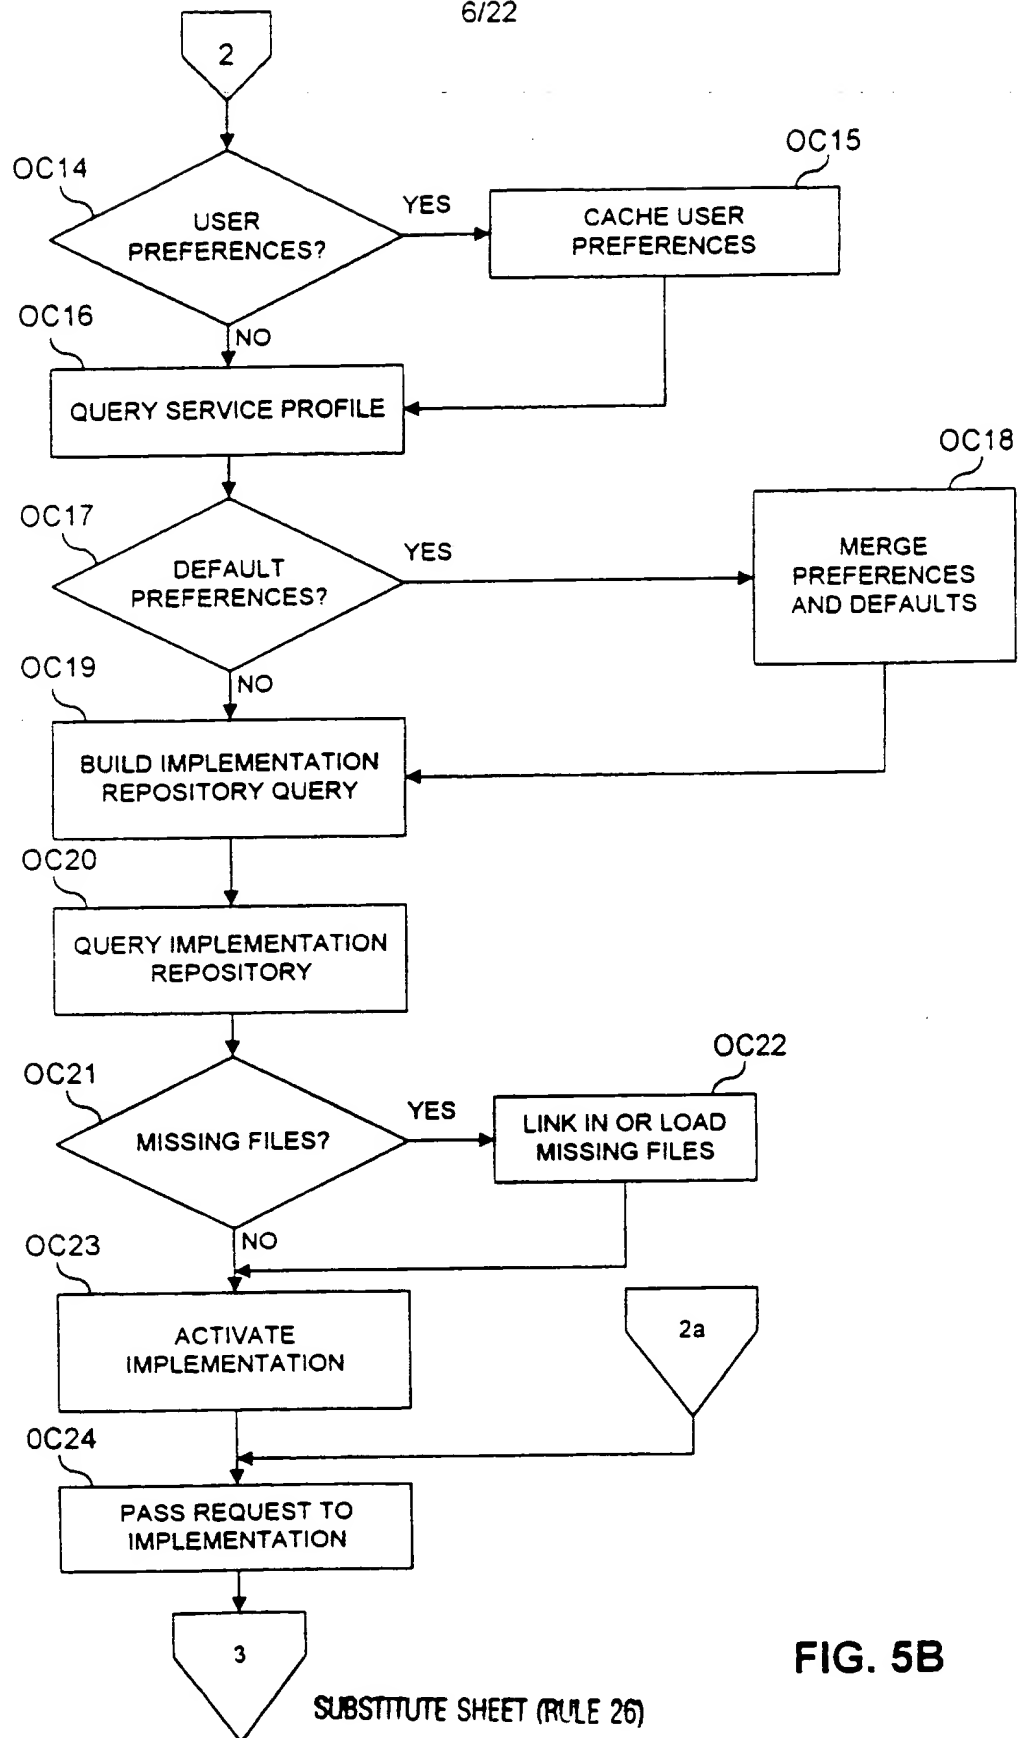 6/22
2
OC14
USER
PREFERENCES?
YES
OC15
CACHE USER
PREFERENCES
NO
OC16
QUERY SERVICE PROFILE
OC17
DEFAULT
PREFERENCES?
YES
OC18
MERGE
PREFERENCES
AND DEFAULTS
NO
OC19
BUILD IMPLEMENTATION
REPOSITORY QUERY
OC20
QUERY IMPLEMENTATION
REPOSITORY
OC21
MISSING FILES?
YES
OC22
LINK IN OR LOAD
MISSING FILES
NO
OC23
ACTIVATE
IMPLEMENTATION
2a
OC24
PASS REQUEST TO
IMPLEMENTATION
3
FIG. 5B
SUBSTITUTE SHEET (RULE 26)